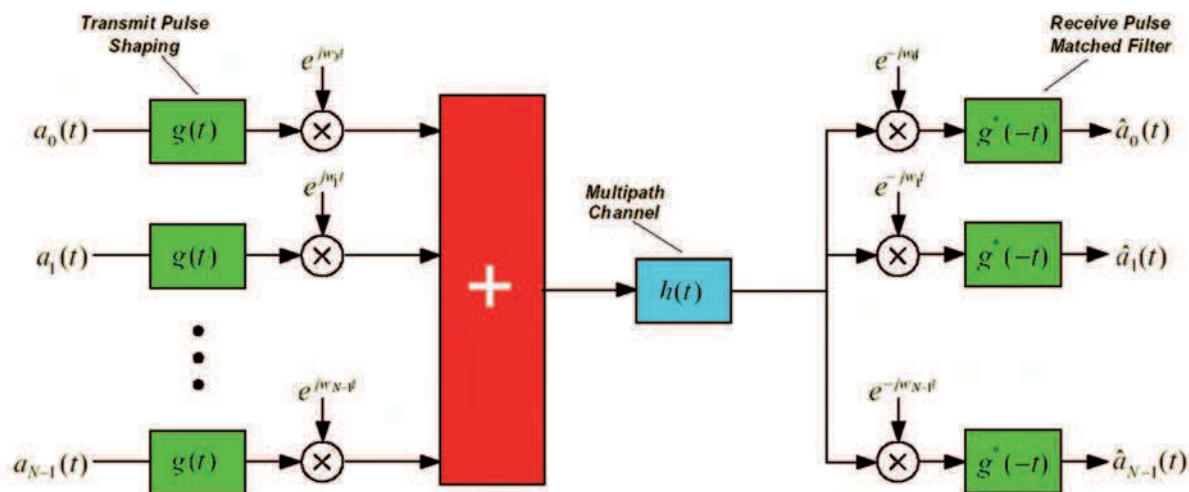 Transmit Pulse
Shaping
Receive Pulse
Matched Filter
a₀(t)
g(t)
e^{-jw₀t}
g*(-t)
â₀(t)
Multipath
Channel
a₁(t)
g(t)
e^{jw₁t}
+
h(t)
e^{-jw₁t}
g*(-t)
â₁(t)
a_{N-1}(t)
g(t)
e^{jw_{N-1}t}
e^{-jw_{N-1}t}
g*(-t)
â_{N-1}(t)